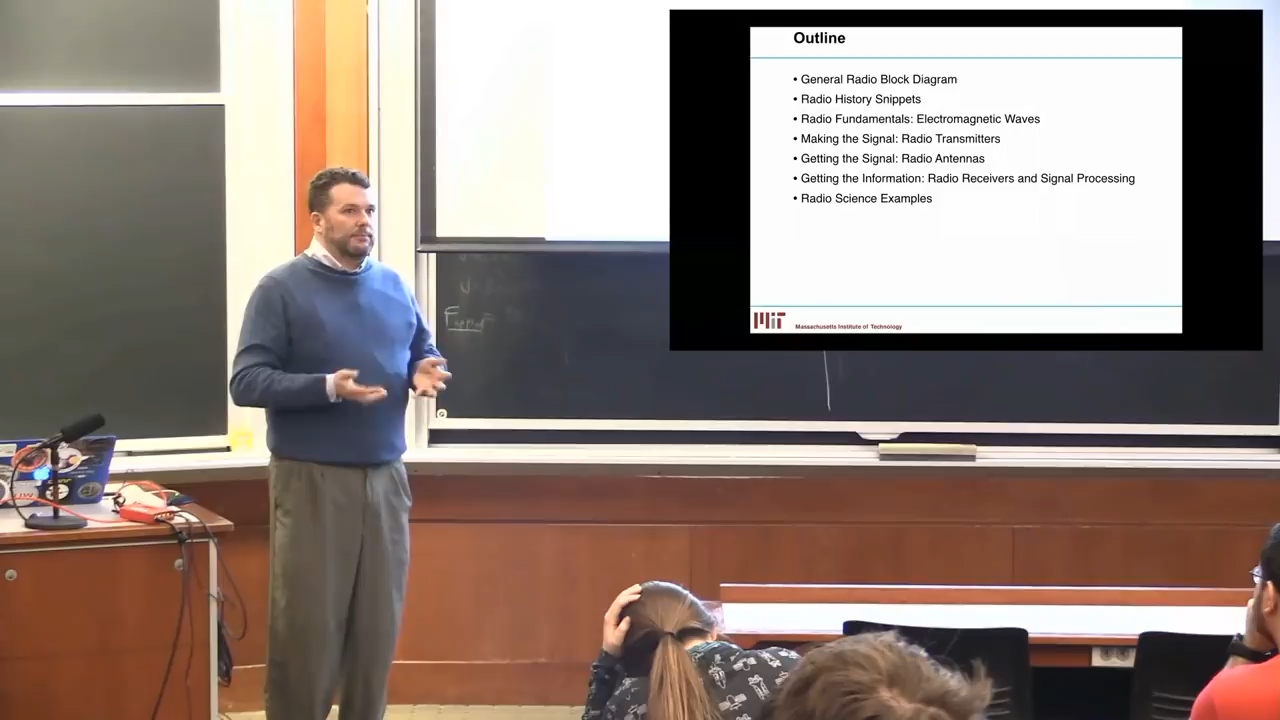 Outline
• General Radio Block Diagram
• Radio History Snippets
• Radio Fundamentals: Electromagnetic Waves
• Making the Signal: Radio Transmitters
• Getting the Signal: Radio Antennas
• Getting the Information: Radio Receivers and Signal Processing
• Radio Science Examples
MIT
Massachusetts Institute of Technology